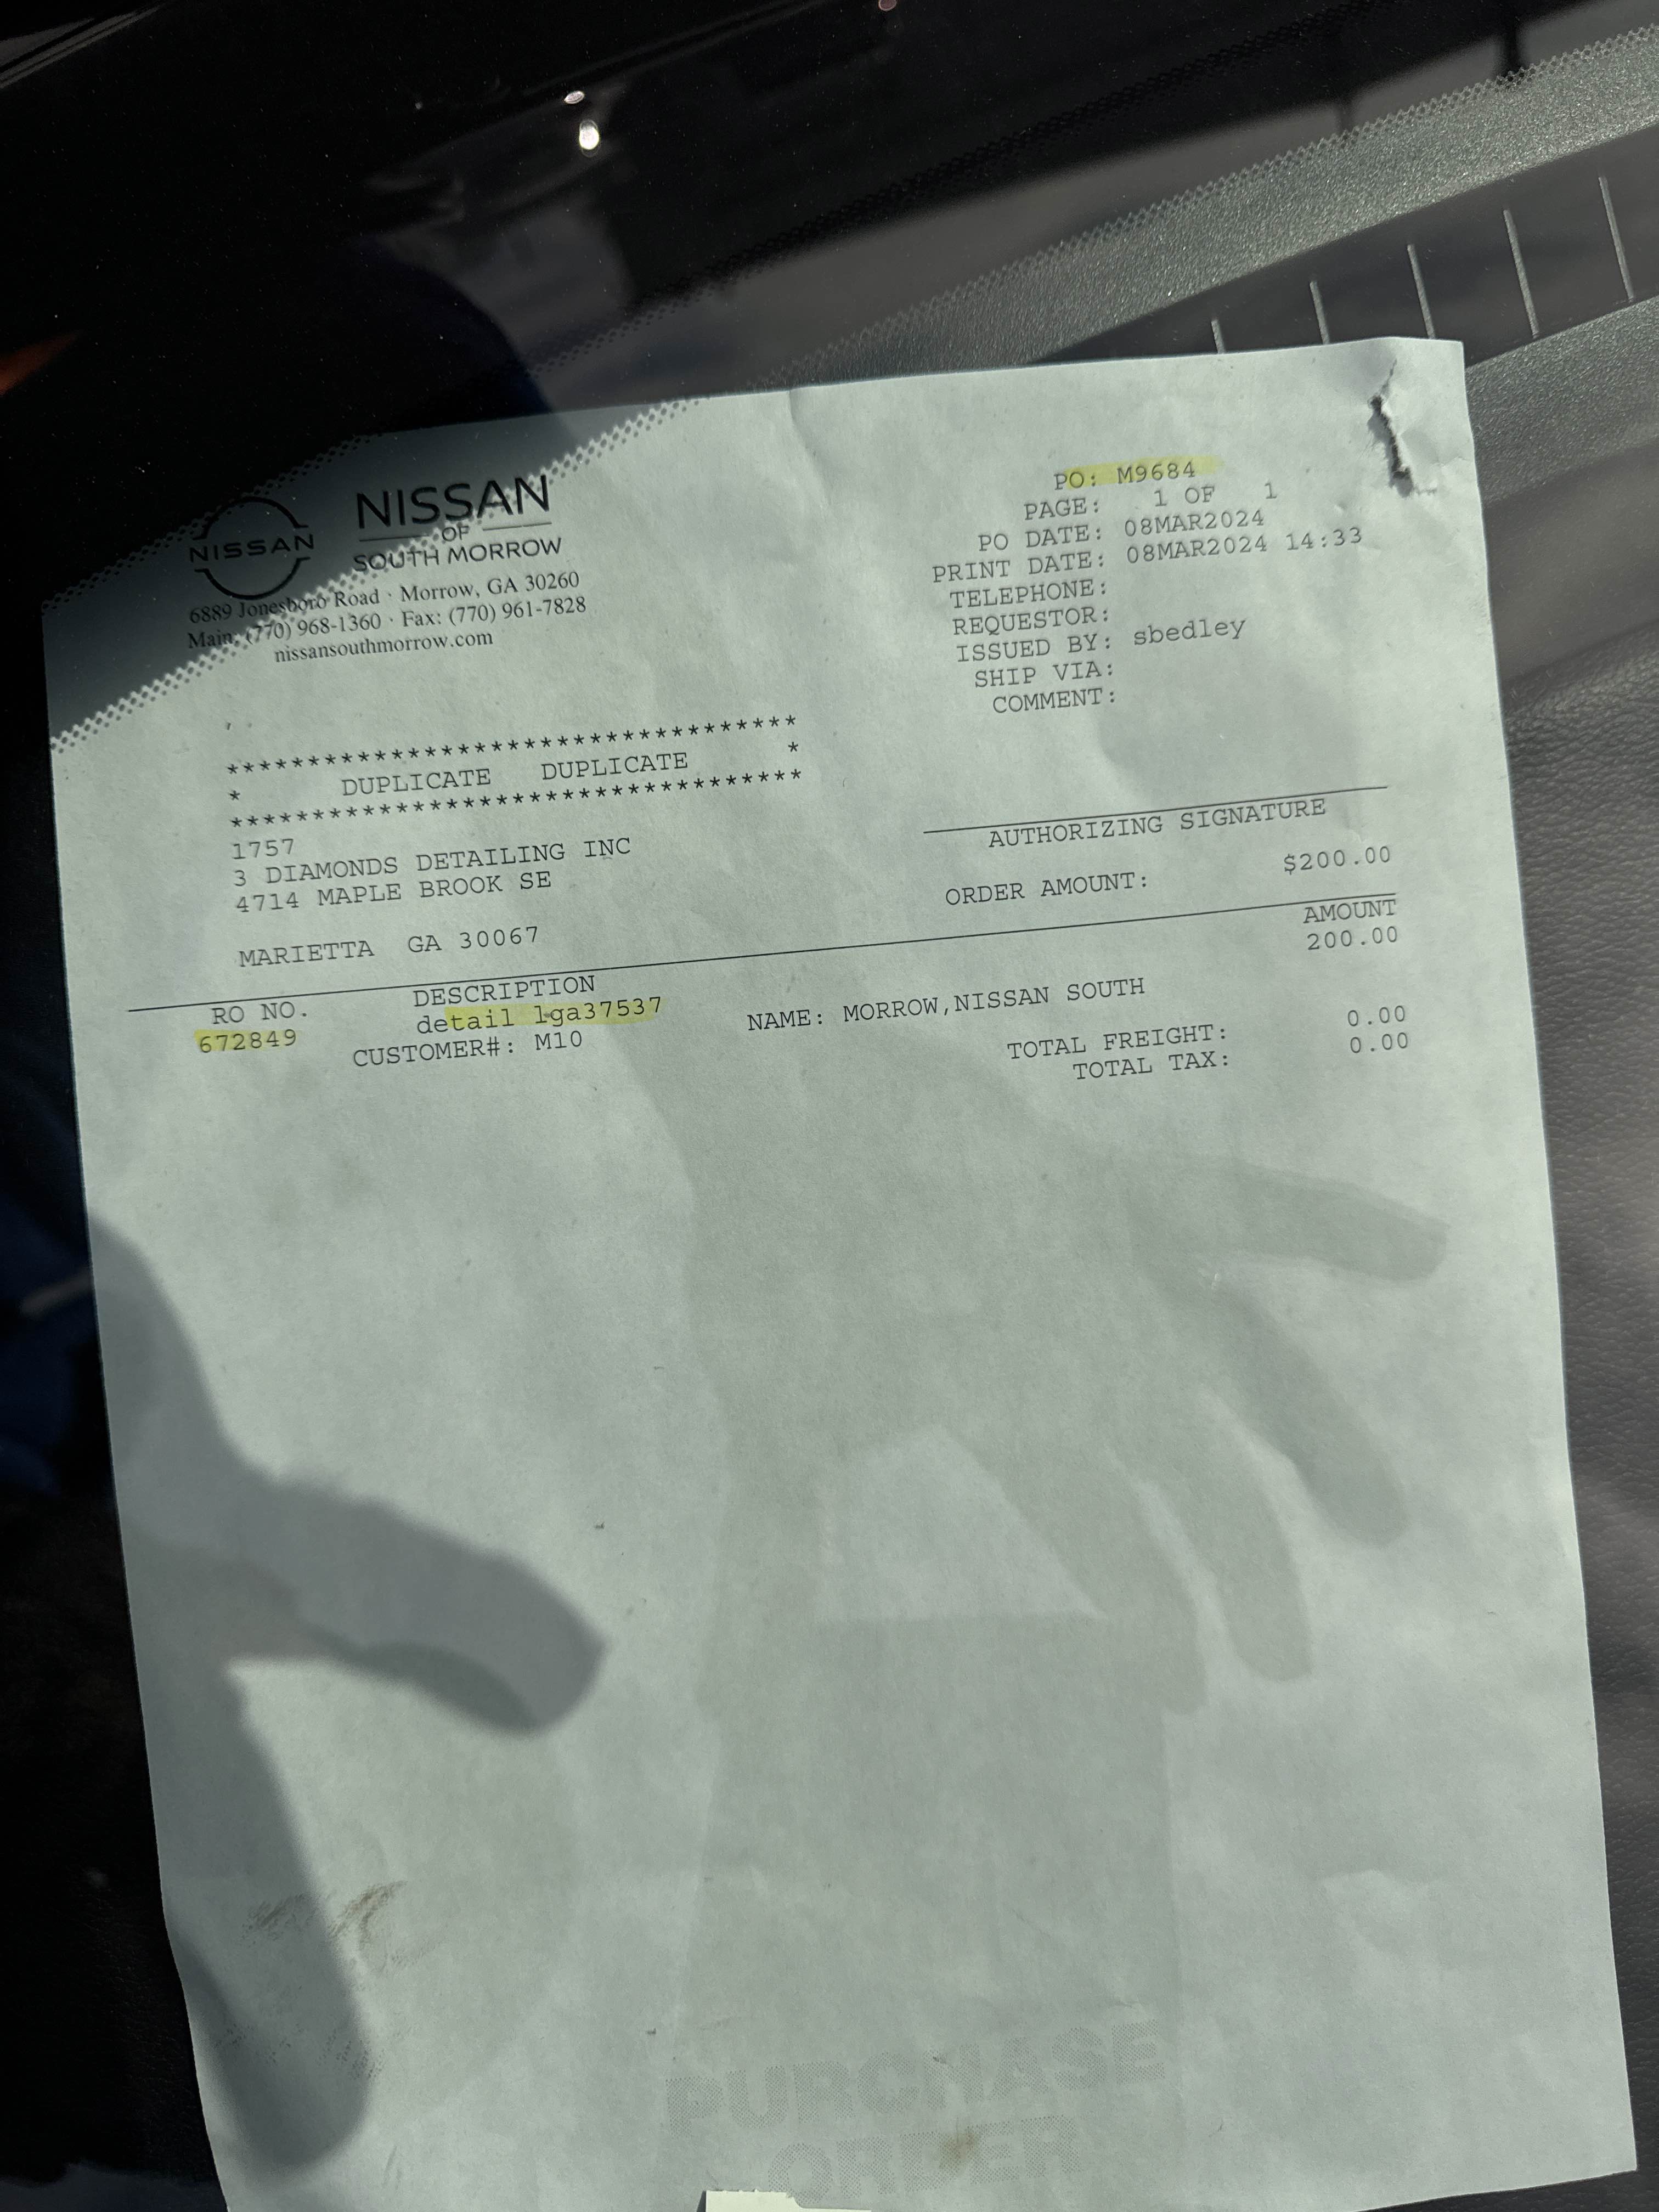 NISSAN
NISSAN
OF
SOUTH MORROW
6889 Jonesboro Road · Morrow, GA 30260
Main: (770) 968-1360 · Fax: (770) 961-7828
nissansouthmorrow.com
PO: M9684
PAGE: 1 OF 1
PO DATE: 08MAR2024
PRINT DATE: 08MAR2024 14:33
TELEPHONE:
REQUESTOR:
ISSUED BY: sbedley
SHIP VIA:
COMMENT:
***********************************
* DUPLICATE DUPLICATE *
***********************************
1757
3 DIAMONDS DETAILING INC
4714 MAPLE BROOK SE
MARIETTA GA 30067
AUTHORIZING SIGNATURE
ORDER AMOUNT: $200.00
RO NO. DESCRIPTION AMOUNT
672849 detail lga37537 200.00
CUSTOMER#: M10 NAME: MORROW,NISSAN SOUTH
TOTAL FREIGHT: 0.00
TOTAL TAX: 0.00
PURCHASE
ORDER